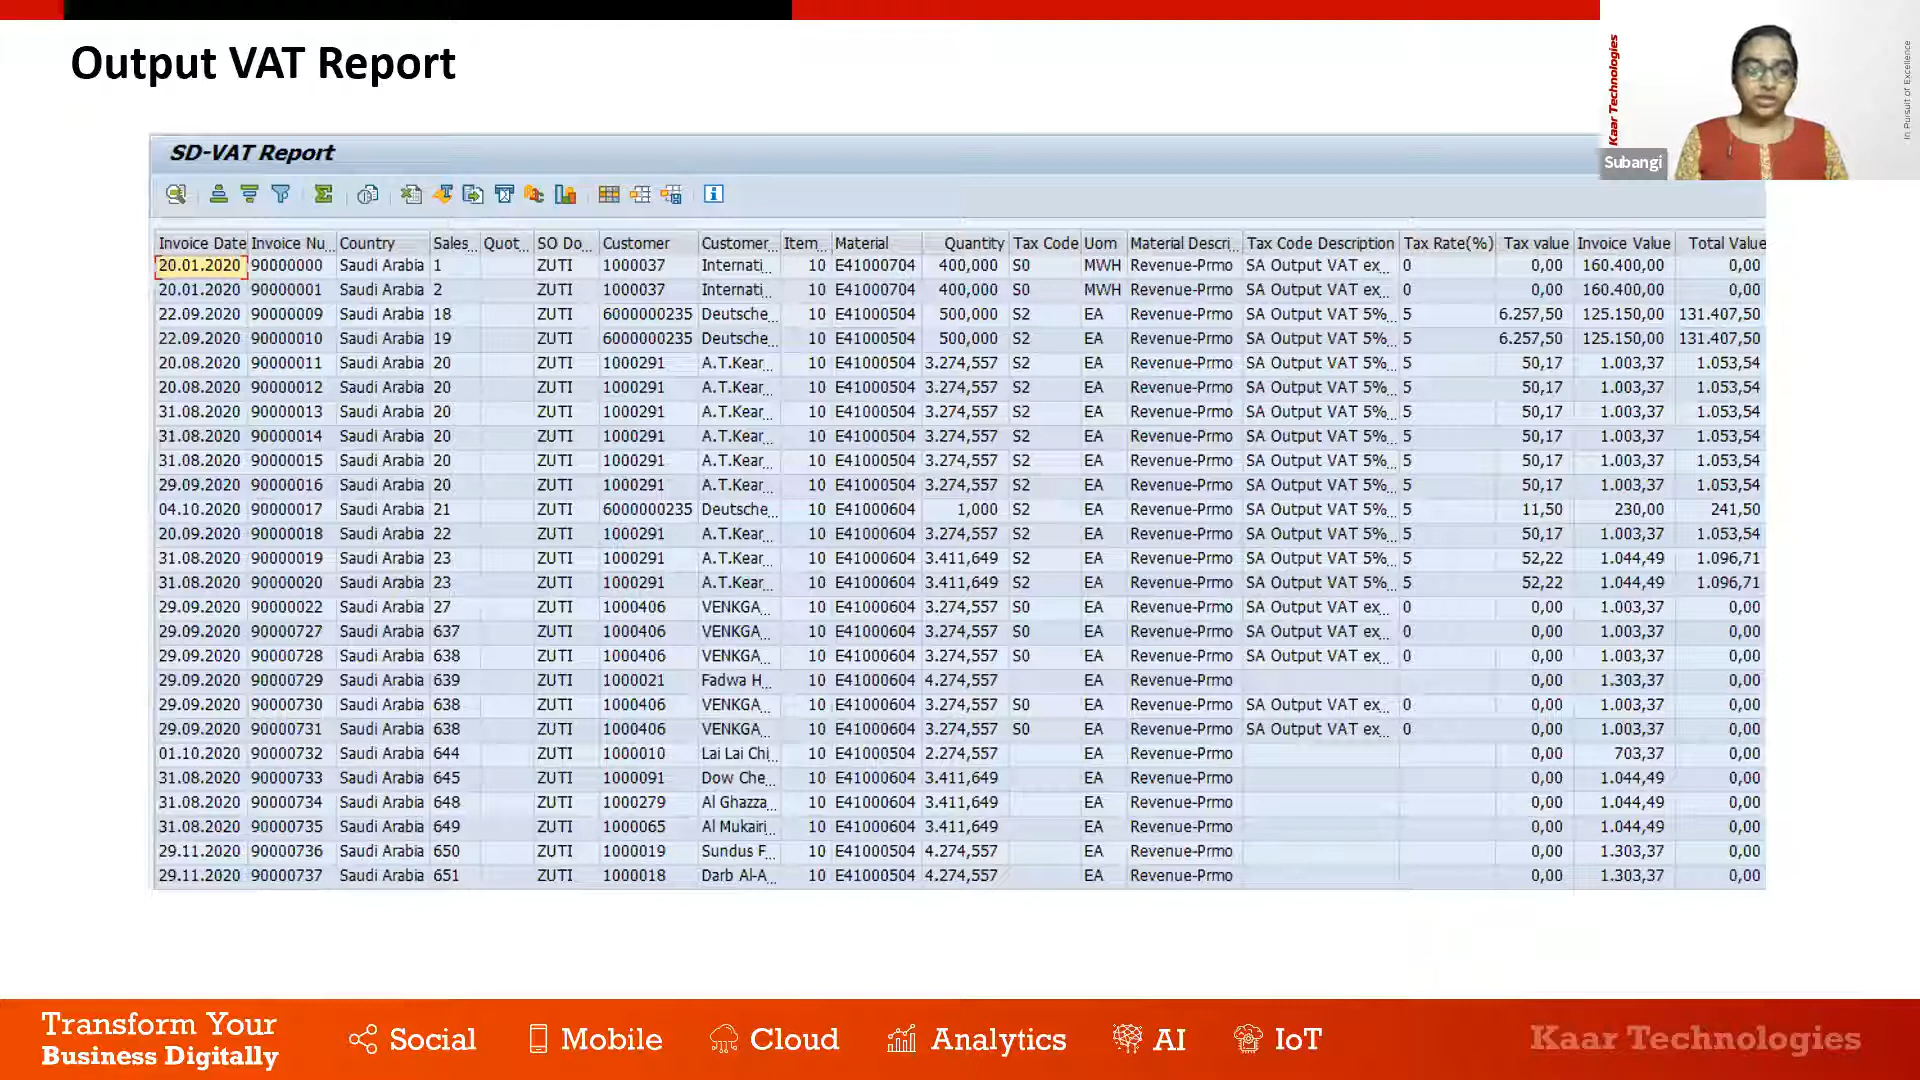 Output VAT Report
Kaar Technologies
In Pursuit of Excellence
Subangi
SD-VAT Report
Invoice Date Invoice Nu... Country Sales... Quot... SO Do... Customer Customer... Item... Material Quantity Tax Code Uom Material Descri... Tax Code Description Tax Rate(%) Tax value Invoice Value Total Value
20.01.2020 90000000 Saudi Arabia 1 ZUTI 1000037 Internati... 10 E41000704 400,000 S0 MWH Revenue-Prmo SA Output VAT ex... 0 0,00 160.400,00 0,00
20.01.2020 90000001 Saudi Arabia 2 ZUTI 1000037 Internati... 10 E41000704 400,000 S0 MWH Revenue-Prmo SA Output VAT ex... 0 0,00 160.400,00 0,00
22.09.2020 90000009 Saudi Arabia 18 ZUTI 6000000235 Deutsche... 10 E41000504 500,000 S2 EA Revenue-Prmo SA Output VAT 5%... 5 6.257,50 125.150,00 131.407,50
22.09.2020 90000010 Saudi Arabia 19 ZUTI 6000000235 Deutsche... 10 E41000504 500,000 S2 EA Revenue-Prmo SA Output VAT 5%... 5 6.257,50 125.150,00 131.407,50
20.08.2020 90000011 Saudi Arabia 20 ZUTI 1000291 A.T.Kear... 10 E41000504 3.274,557 S2 EA Revenue-Prmo SA Output VAT 5%... 5 50,17 1.003,37 1.053,54
20.08.2020 90000012 Saudi Arabia 20 ZUTI 1000291 A.T.Kear... 10 E41000504 3.274,557 S2 EA Revenue-Prmo SA Output VAT 5%... 5 50,17 1.003,37 1.053,54
31.08.2020 90000013 Saudi Arabia 20 ZUTI 1000291 A.T.Kear... 10 E41000504 3.274,557 S2 EA Revenue-Prmo SA Output VAT 5%... 5 50,17 1.003,37 1.053,54
31.08.2020 90000014 Saudi Arabia 20 ZUTI 1000291 A.T.Kear... 10 E41000504 3.274,557 S2 EA Revenue-Prmo SA Output VAT 5%... 5 50,17 1.003,37 1.053,54
31.08.2020 90000015 Saudi Arabia 20 ZUTI 1000291 A.T.Kear... 10 E41000504 3.274,557 S2 EA Revenue-Prmo SA Output VAT 5%... 5 50,17 1.003,37 1.053,54
29.09.2020 90000016 Saudi Arabia 20 ZUTI 1000291 A.T.Kear... 10 E41000504 3.274,557 S2 EA Revenue-Prmo SA Output VAT 5%... 5 50,17 1.003,37 1.053,54
04.10.2020 90000017 Saudi Arabia 21 ZUTI 6000000235 Deutsche... 10 E41000604 1,000 S2 EA Revenue-Prmo SA Output VAT 5%... 5 11,50 230,00 241,50
20.09.2020 90000018 Saudi Arabia 22 ZUTI 1000291 A.T.Kear... 10 E41000604 3.274,557 S2 EA Revenue-Prmo SA Output VAT 5%... 5 50,17 1.003,37 1.053,54
31.08.2020 90000019 Saudi Arabia 23 ZUTI 1000291 A.T.Kear... 10 E41000604 3.411,649 S2 EA Revenue-Prmo SA Output VAT 5%... 5 52,22 1.044,49 1.096,71
31.08.2020 90000020 Saudi Arabia 23 ZUTI 1000291 A.T.Kear... 10 E41000604 3.411,649 S2 EA Revenue-Prmo SA Output VAT 5%... 5 52,22 1.044,49 1.096,71
29.09.2020 90000022 Saudi Arabia 27 ZUTI 1000406 VENKGA... 10 E41000604 3.274,557 S0 EA Revenue-Prmo SA Output VAT ex... 0 0,00 1.003,37 0,00
29.09.2020 90000727 Saudi Arabia 637 ZUTI 1000406 VENKGA... 10 E41000604 3.274,557 S0 EA Revenue-Prmo SA Output VAT ex... 0 0,00 1.003,37 0,00
29.09.2020 90000728 Saudi Arabia 638 ZUTI 1000406 VENKGA... 10 E41000604 3.274,557 S0 EA Revenue-Prmo SA Output VAT ex... 0 0,00 1.003,37 0,00
29.09.2020 90000729 Saudi Arabia 639 ZUTI 1000021 Fadwa H... 10 E41000604 4.274,557 EA Revenue-Prmo 0,00 1.303,37 0,00
29.09.2020 90000730 Saudi Arabia 638 ZUTI 1000406 VENKGA... 10 E41000604 3.274,557 S0 EA Revenue-Prmo SA Output VAT ex... 0 0,00 1.003,37 0,00
29.09.2020 90000731 Saudi Arabia 638 ZUTI 1000406 VENKGA... 10 E41000604 3.274,557 S0 EA Revenue-Prmo SA Output VAT ex... 0 0,00 1.003,37 0,00
01.10.2020 90000732 Saudi Arabia 644 ZUTI 1000010 Lai Lai Chi... 10 E41000504 2.274,557 EA Revenue-Prmo 0,00 703,37 0,00
31.08.2020 90000733 Saudi Arabia 645 ZUTI 1000091 Dow Che... 10 E41000604 3.411,649 EA Revenue-Prmo 0,00 1.044,49 0,00
31.08.2020 90000734 Saudi Arabia 648 ZUTI 1000279 Al Ghazza... 10 E41000604 3.411,649 EA Revenue-Prmo 0,00 1.044,49 0,00
31.08.2020 90000735 Saudi Arabia 649 ZUTI 1000065 Al Mukairi... 10 E41000604 3.411,649 EA Revenue-Prmo 0,00 1.044,49 0,00
29.11.2020 90000736 Saudi Arabia 650 ZUTI 1000019 Sundus F... 10 E41000504 4.274,557 EA Revenue-Prmo 0,00 1.303,37 0,00
29.11.2020 90000737 Saudi Arabia 651 ZUTI 1000018 Darb Al-A... 10 E41000504 4.274,557 EA Revenue-Prmo 0,00 1.303,37 0,00
Transform Your
Business Digitally
Social Mobile Cloud Analytics AI IoT
Kaar Technologies